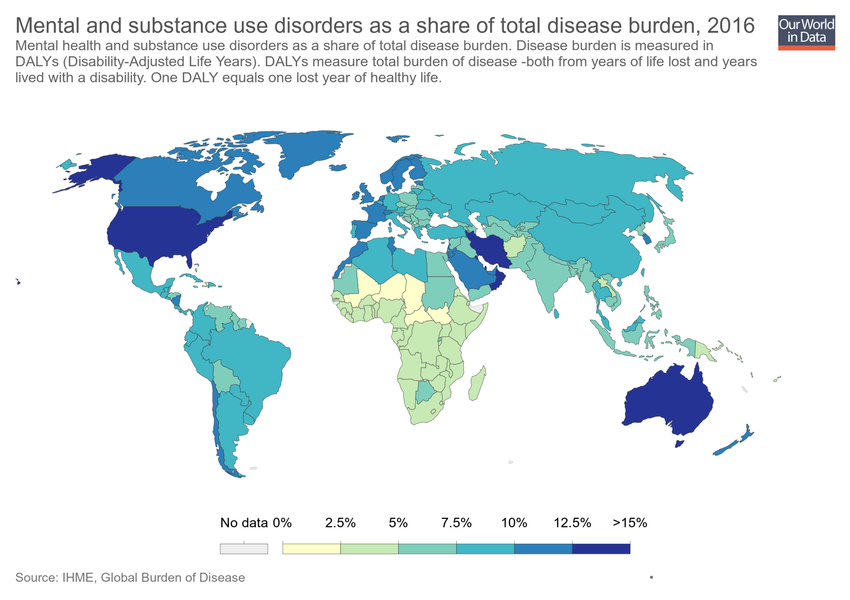 Mental and substance use disorders as a share of total disease burden, 2016
Our World
in Data
Mental health and substance use disorders as a share of total disease burden. Disease burden is measured in
DALYs (Disability-Adjusted Life Years). DALYs measure total burden of disease -both from years of life lost and years
lived with a disability. One DALY equals one lost year of healthy life.
No data 0% 2.5% 5% 7.5% 10% 12.5% >15%
Source: IHME, Global Burden of Disease